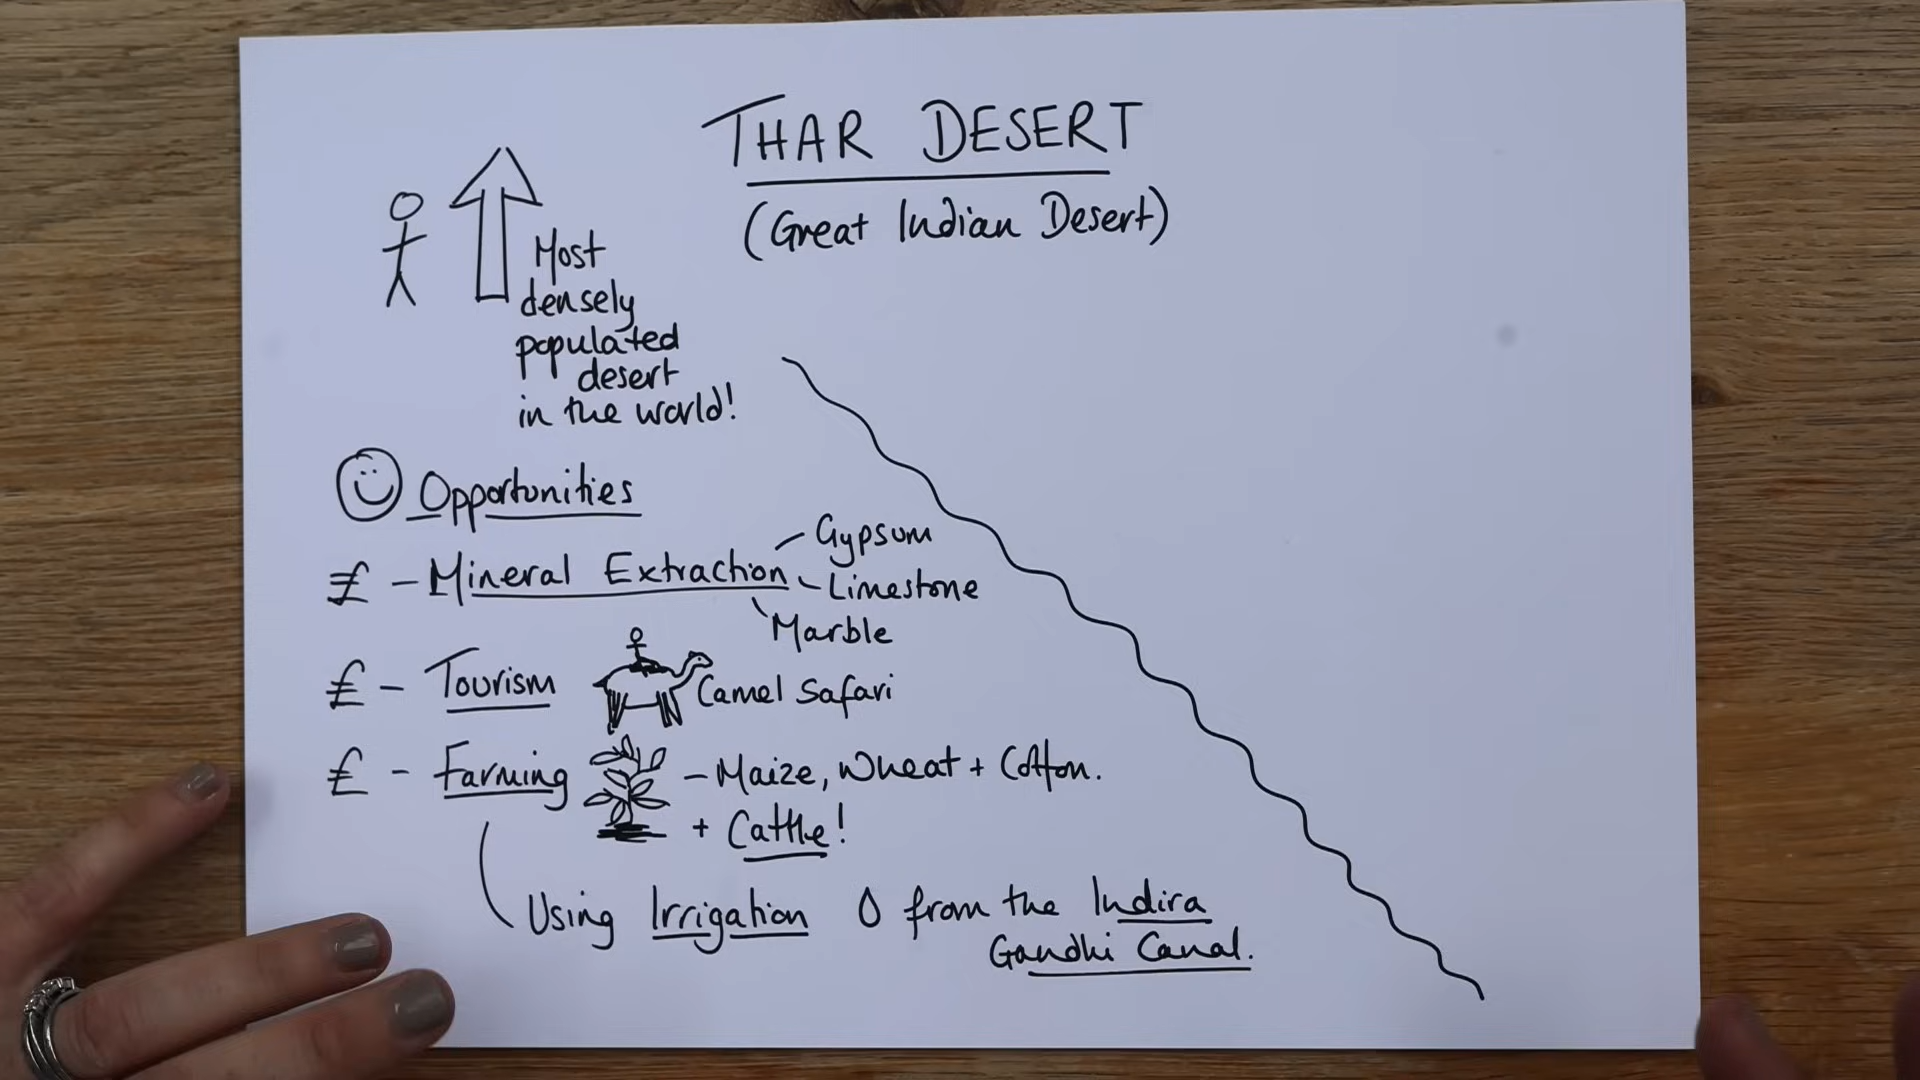 THAR DESERT
(Great Indian Desert)
Most
densely
populated
desert
in the world!
Opportunities
£ - Mineral Extraction
- Gypsum
- Limestone
Marble
£ - Tourism Camel Safari
£ - Farming - Maize, Wheat + Cotton.
+ Cattle!
Using Irrigation from the Indira
Gandhi Canal.